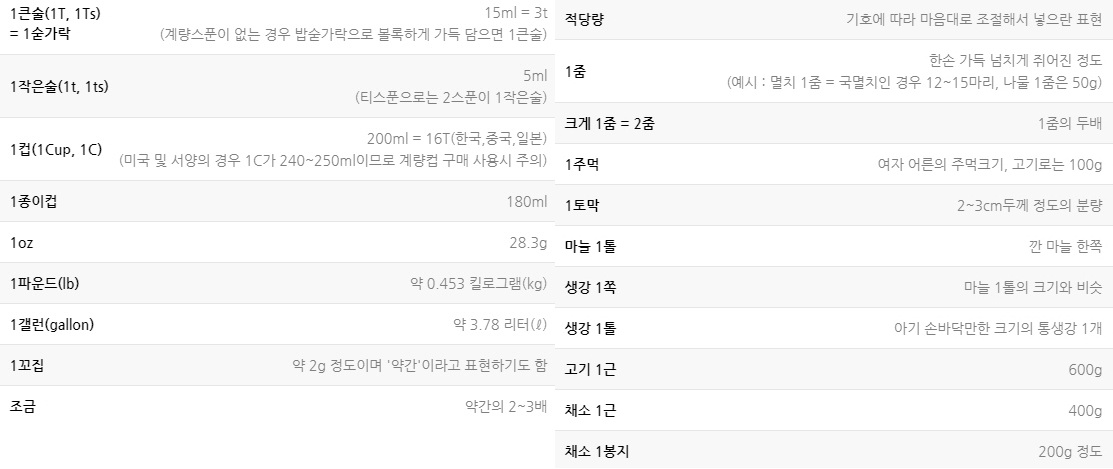 1큰술(1T, 1Ts)
= 1숟가락
15ml = 3t
(계량스푼이 없는 경우 밥숟가락으로 볼록하게 가득 담으면 1큰술)
1작은술(1t, 1ts)
5ml
(티스푼으로는 2스푼이 1작은술)
1컵(1Cup, 1C)
200ml = 16T(한국,중국,일본)
(미국 및 서양의 경우 1C가 240~250ml이므로 계량컵 구매 사용시 주의)
1종이컵
180ml
1oz
28.3g
1파운드(lb)
약 0.453 킬로그램(kg)
1갤런(gallon)
약 3.78 리터(ℓ)
1꼬집
약 2g 정도이며 '약간'이라고 표현하기도 함
조금
약간의 2~3배
적당량
기호에 따라 마음대로 조절해서 넣으란 표현
1줌
한손 가득 넘치게 쥐어진 정도
(예시 : 멸치 1줌 = 국멸치인 경우 12~15마리, 나물 1줌은 50g)
크게 1줌 = 2줌
1줌의 두배
1주먹
여자 어른의 주먹크기, 고기로는 100g
1토막
2~3cm두께 정도의 분량
마늘 1톨
깐 마늘 한쪽
생강 1쪽
마늘 1톨의 크기와 비슷
생강 1톨
아기 손바닥만한 크기의 통생강 1개
고기 1근
600g
채소 1근
400g
채소 1봉지
200g 정도